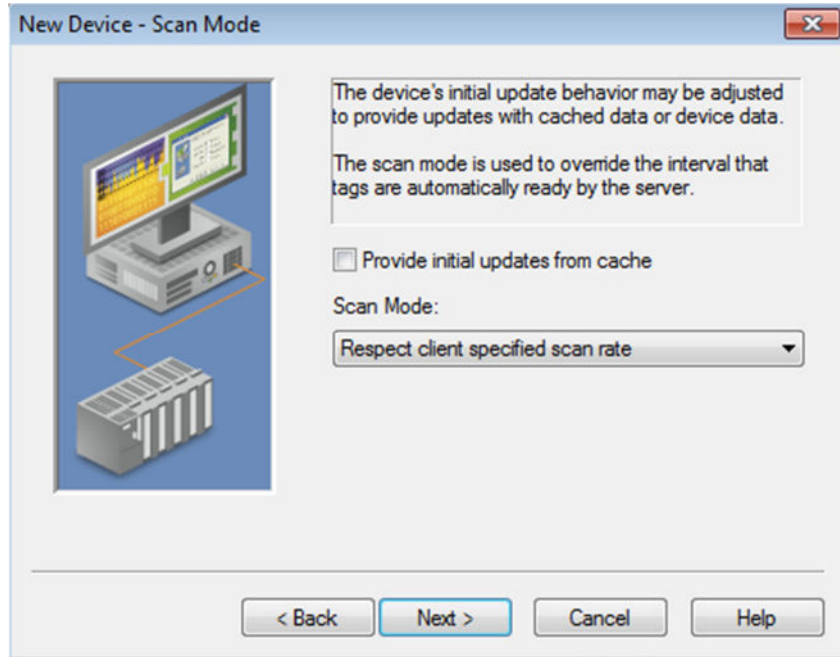 New Device - Scan Mode
The device's initial update behavior may be adjusted
to provide updates with cached data or device data.
The scan mode is used to override the interval that
tags are automatically ready by the server.
Provide initial updates from cache
Scan Mode:
Respect client specified scan rate
< Back
Next >
Cancel
Help